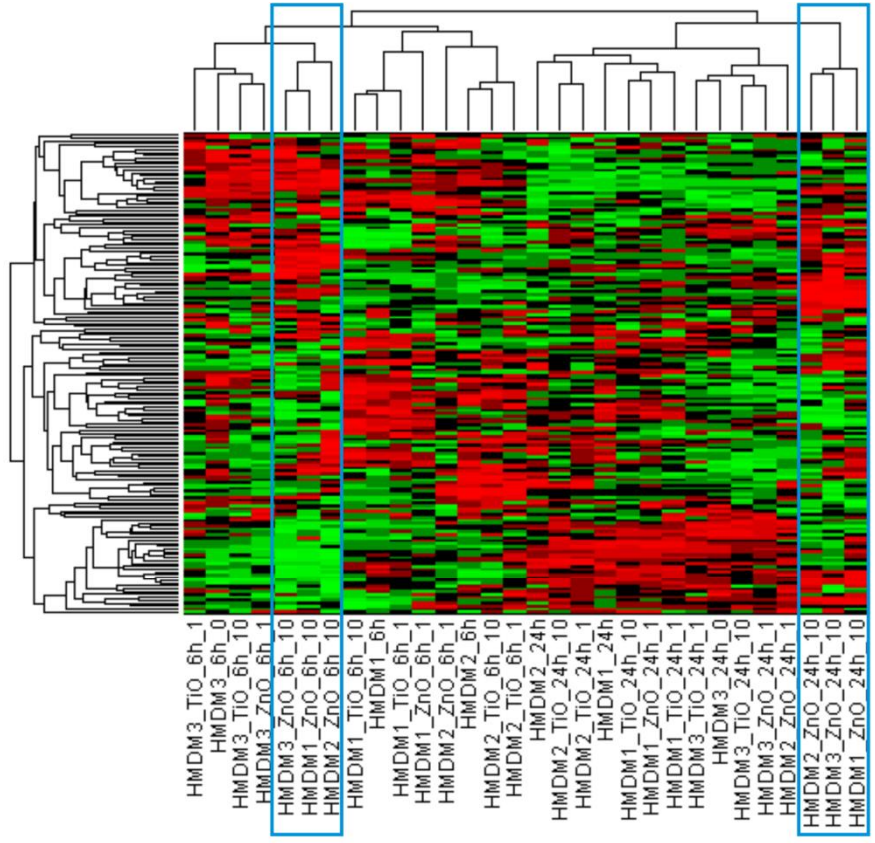 HMDM3_TiO_6h_1
HMDM3_6h_0
HMDM3_TiO_6h_10
HMDM3_ZnO_6h_1
HMDM3_ZnO_6h_10
HMDM1_ZnO_6h_10
HMDM2_ZnO_6h_10
HMDM1_TiO_6h_10
HMDM1_6h
HMDM1_TiO_6h_1
HMDM1_ZnO_6h_1
HMDM2_ZnO_6h_1
HMDM2_6h
HMDM2_TiO_6h_10
HMDM2_TiO_6h_1
HMDM2_24h
HMDM2_TiO_24h_10
HMDM2_TiO_24h_1
HMDM1_24h
HMDM1_TiO_24h_10
HMDM1_ZnO_24h_1
HMDM1_TiO_24h_1
HMDM3_TiO_24h_1
HMDM3_24h_0
HMDM3_TiO_24h_10
HMDM3_ZnO_24h_1
HMDM2_ZnO_24h_1
HMDM2_ZnO_24h_10
HMDM3_ZnO_24h_10
HMDM1_ZnO_24h_10